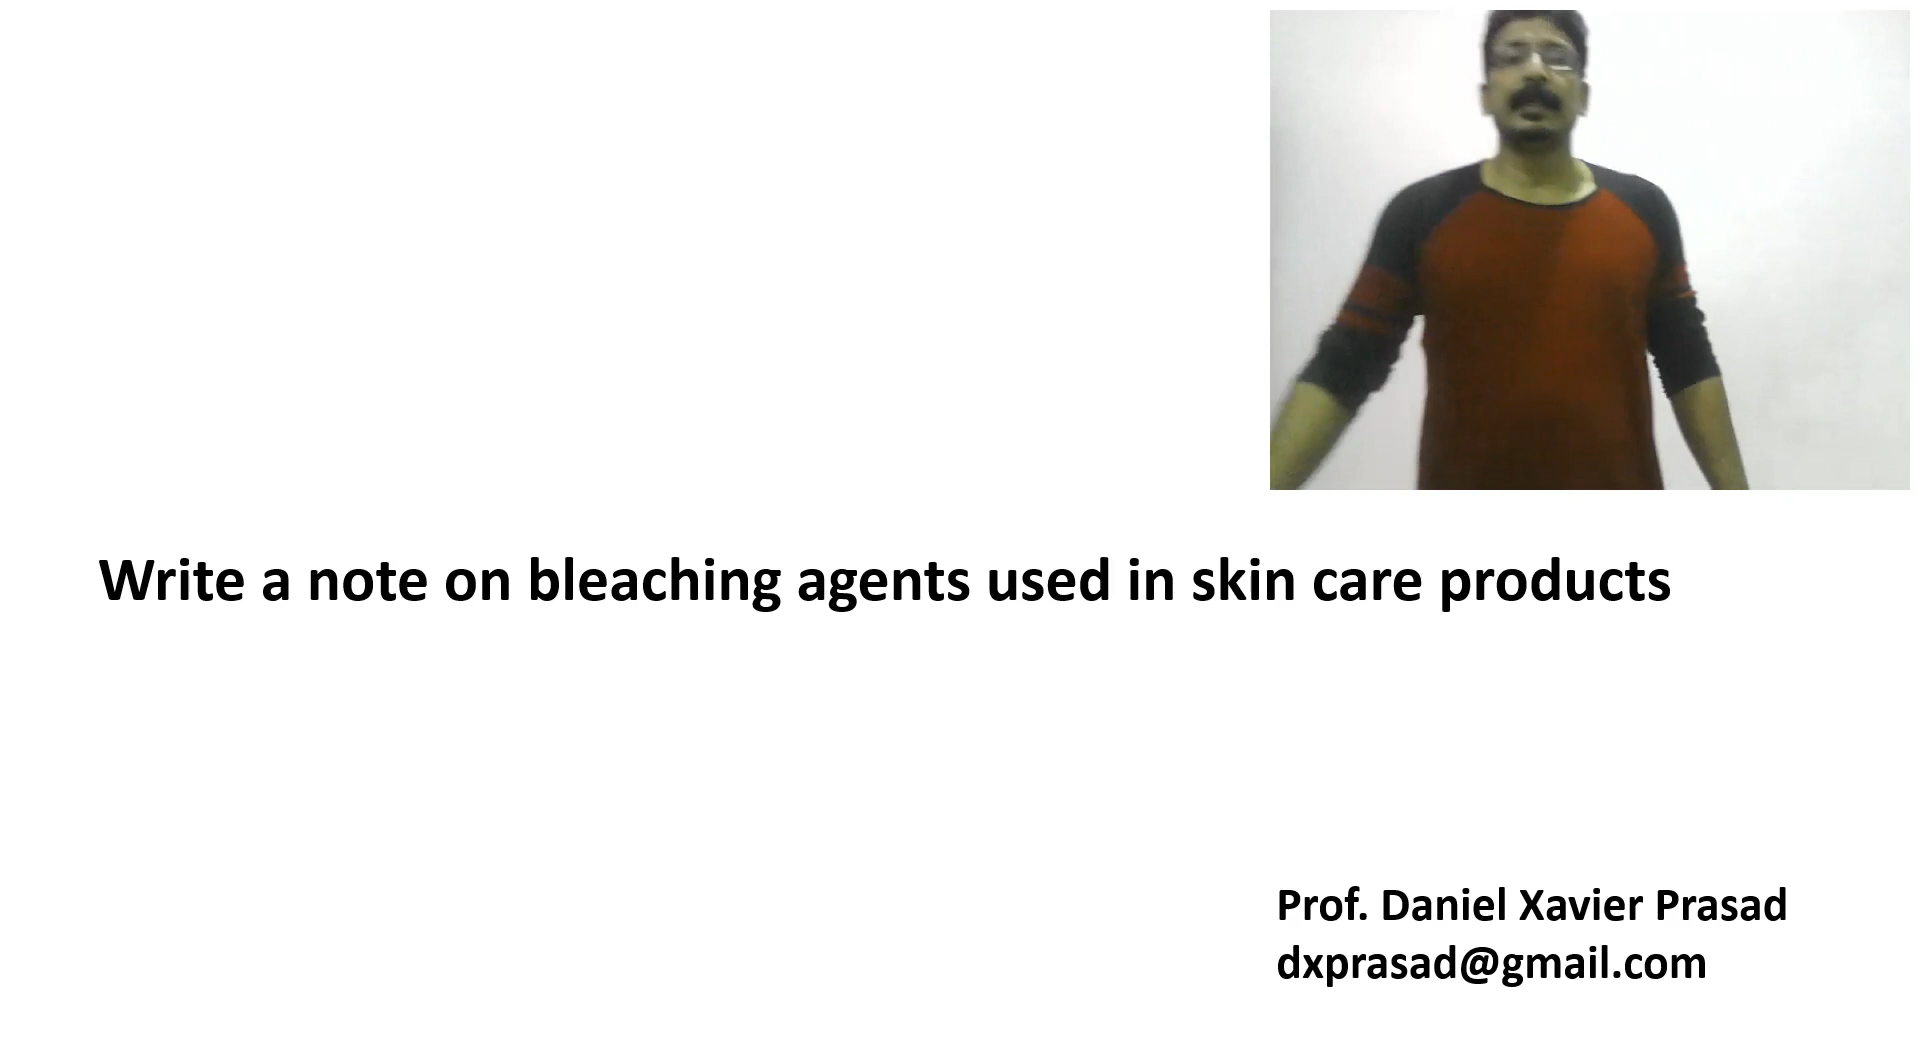 Write a note on bleaching agents used in skin care products
Prof. Daniel Xavier Prasad
dxprasad@gmail.com